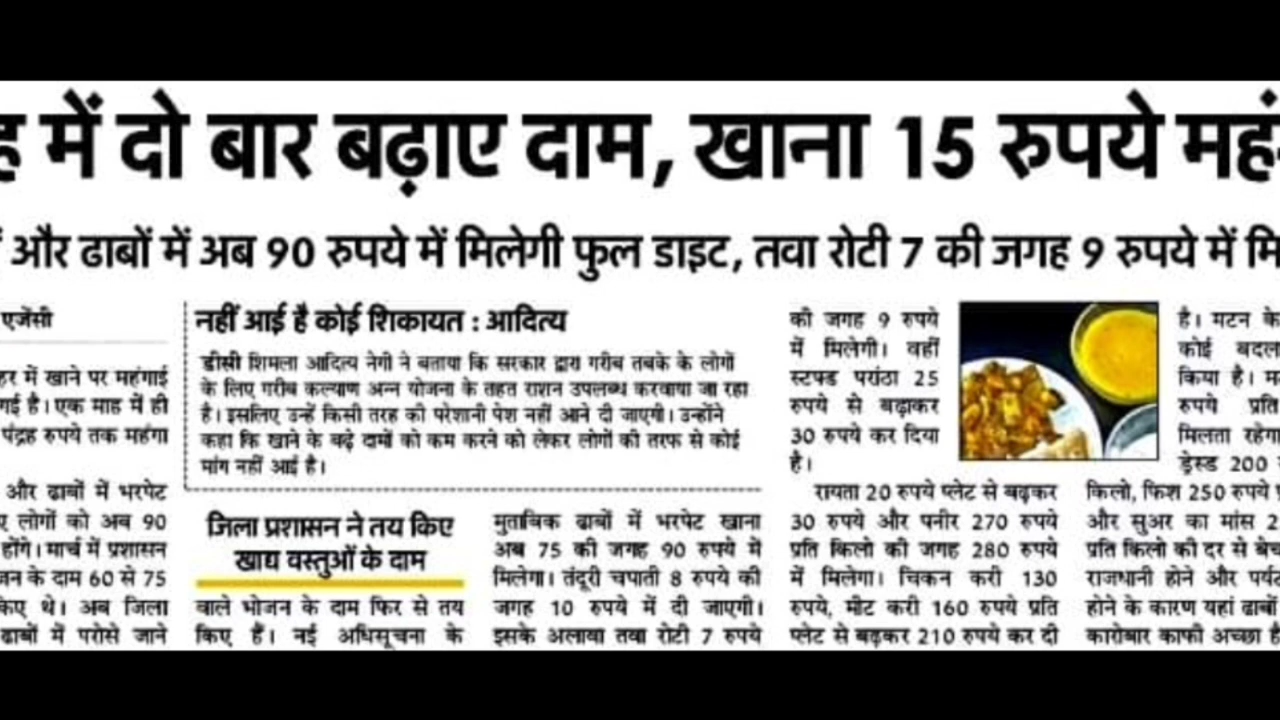 में दो बार बढ़ाए दाम, खाना 15 रुपये
और ढाबों में अब 90 रुपये में मिलेगी फुल डाइट, तवा रोटी 7 की जगह 9 रुपये में
एजेंसी
में खाने पर महंगाई
गई है। एक माह में ही
पंद्रह रुपये तक महंगा
और ढाबों में भरपेट
लोगों को अब 90
होंगे। मार्च में प्रशासन
के दाम 60 से 75
किए थे। अब जिला
ढाबों में परोसे जाने
नहीं आई है कोई शिकायत : आदित्य
डीसी शिमला आदित्य नेगी ने बताया कि सरकार द्वारा गरीब तबके के लोगों
के लिए गरीब कल्याण अन्न योजना के तहत राशन उपलब्ध करवाया जा रहा
है। इसलिए उन्हें किसी तरह की परेशानी पेश नहीं आने दी जाएगी। उन्होंने
कहा कि खाने के बढ़े दामों को कम करने को लेकर लोगों की तरफ से कोई
मांग नहीं आई है।
जिला प्रशासन ने तय किए
खाद्य वस्तुओं के दाम
वाले भोजन के दाम फिर से तय
किए हैं। नई अधिसूचना के
मुताबिक ढाबों में भरपेट खाना
अब 75 की जगह 90 रुपये में
मिलेगा। तंदूरी चपाती 8 रुपये की
जगह 10 रुपये में दी जाएगी।
इसके अलावा तवा रोटी 7 रुपये
की जगह 9 रुपये
में मिलेगी। वहीं
स्टफ्ड परांठा 25
रुपये से बढ़ाकर
30 रुपये कर दिया
है।
रायता 20 रुपये प्लेट से बढ़कर
30 रुपये और पनीर 270 रुपये
प्रति किलो की जगह 280 रुपये
में मिलेगा। चिकन करी 130
रुपये, मीट करी 160 रुपये प्रति
प्लेट से बढ़कर 210 रुपये कर दी
है। मटन के
कोई
किया है।
रुपये प्रति
मिलता
ड्रेस्ड 200
किलो, फिश 250 रुपये
और सुअर का मांस
प्रति किलो की दर से
राजधानी होने और
होने के कारण यहां ढाबों
कारोबार काफी अच्छा